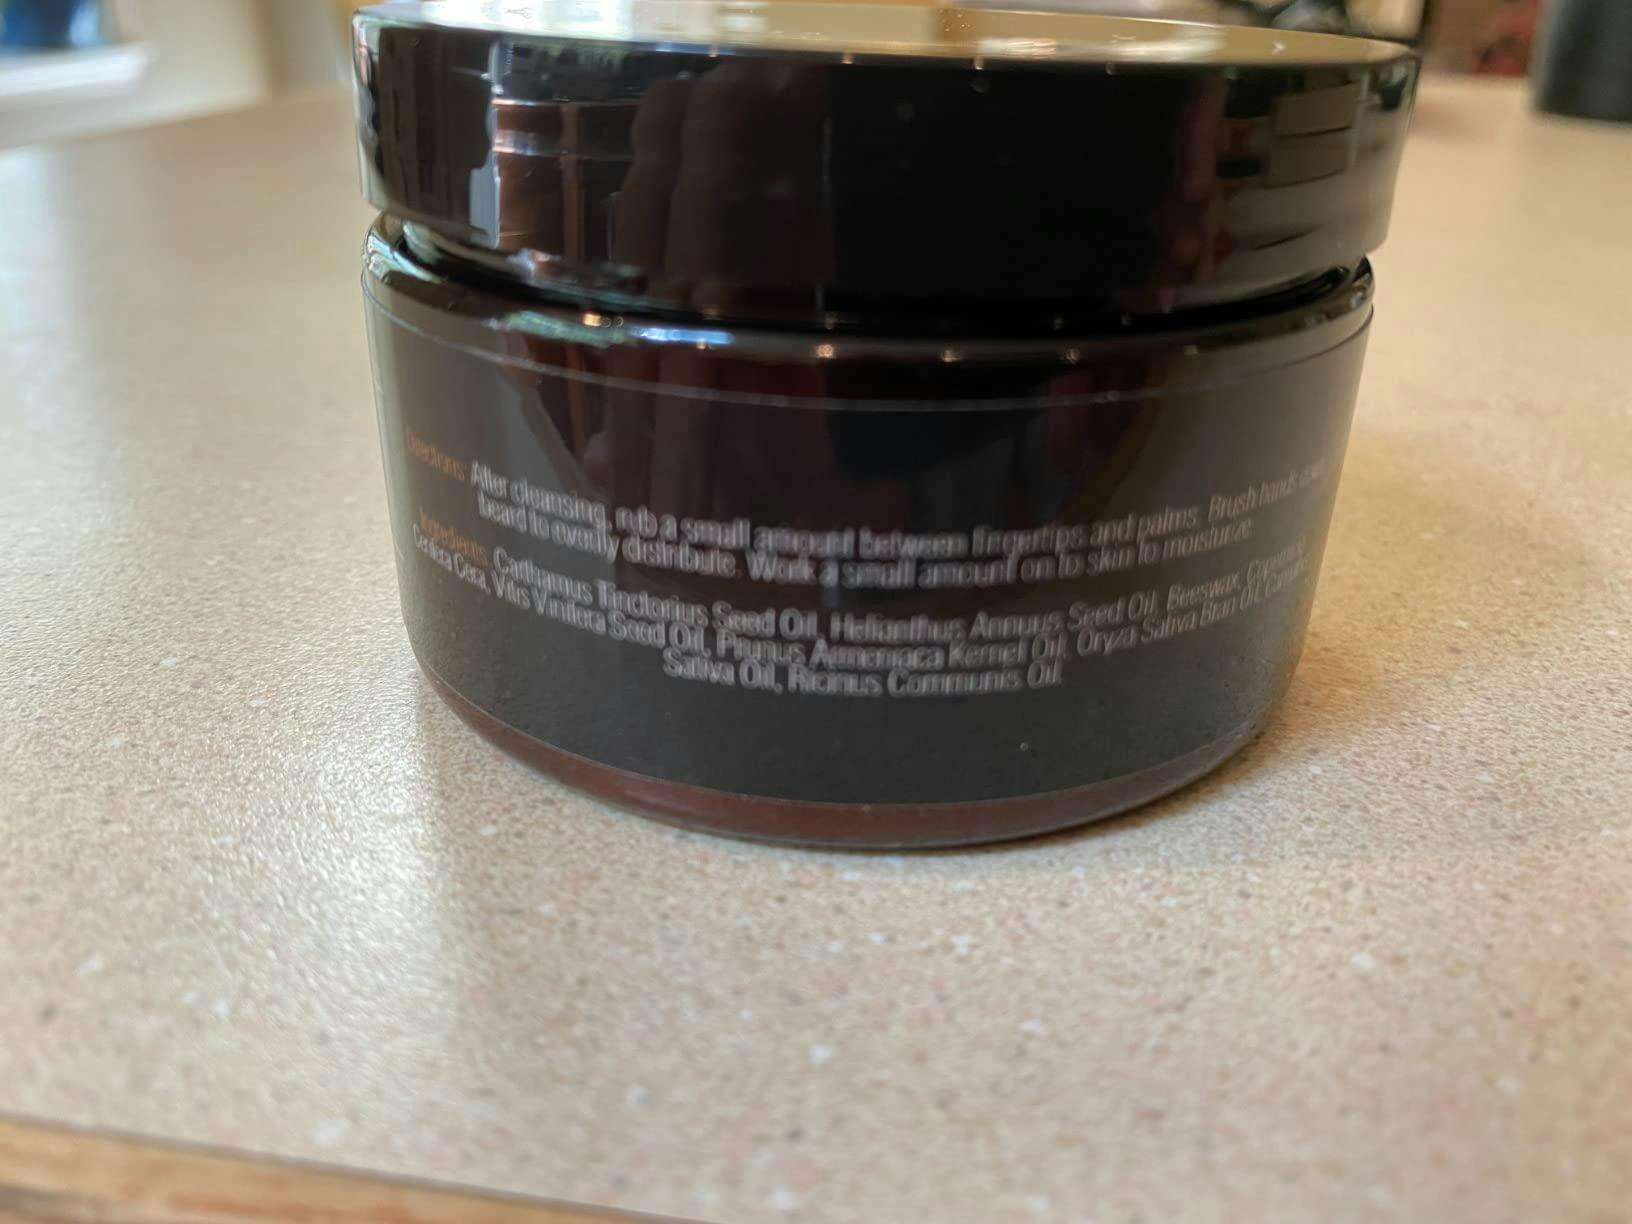 Directions: After cleansing, rub a small amount between fingertips and palms. Brush hands down
beard to evenly distribute. Work a small amount on to skin to moisturize.
Ingredients: Carthamus Tinctorius Seed Oil, Helianthus Annuus Seed Oil, Beeswax,
Cera, Vitis Vinifera Seed Oil, Prunus Armeniaca Kernel Oil, Oryza Sativa Bran Oil,
Sativa Oil, Ricinus Communis Oil